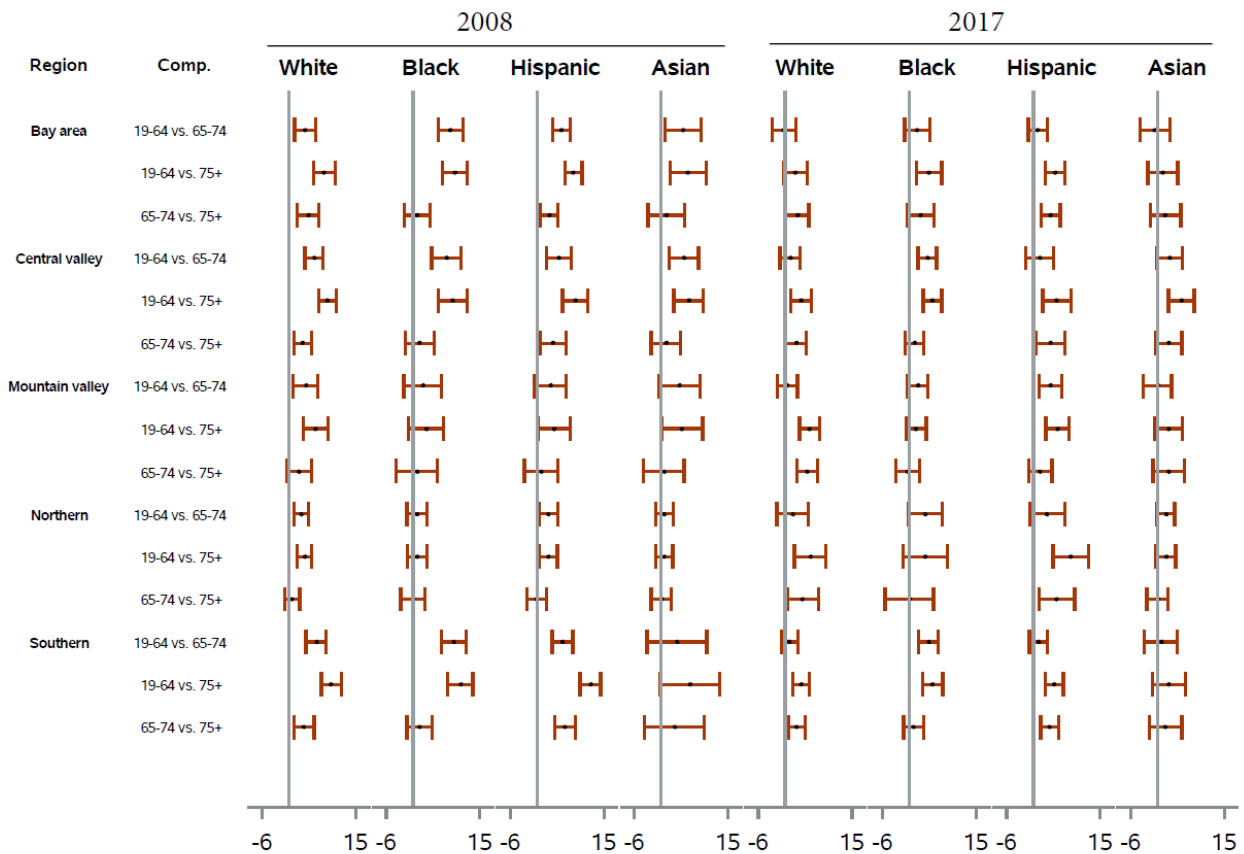 2008 2017
Region Comp. White Black Hispanic Asian White Black Hispanic Asian
Bay area 19-64 vs. 65-74
19-64 vs. 75+
65-74 vs. 75+
Central valley 19-64 vs. 65-74
19-64 vs. 75+
65-74 vs. 75+
Mountain valley 19-64 vs. 65-74
19-64 vs. 75+
65-74 vs. 75+
Northern 19-64 vs. 65-74
19-64 vs. 75+
65-74 vs. 75+
Southern 19-64 vs. 65-74
19-64 vs. 75+
65-74 vs. 75+
-6 15 -6 15 -6 15 -6 15 -6 15 -6 15 -6 15 -6 15